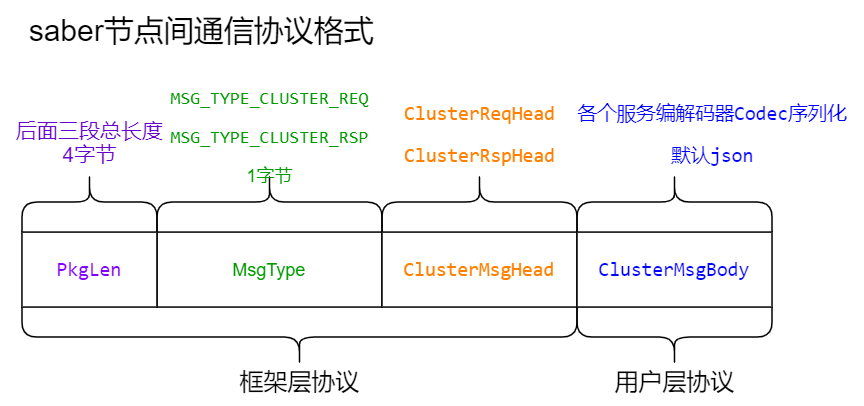 saber节点间通信协议格式
后面三段总长度
4字节
MSG_TYPE_CLUSTER_REQ
MSG_TYPE_CLUSTER_RSP
1字节
ClusterReqHead
ClusterRspHead
各个服务编解码器Codec序列化
默认json
PkgLen
MsgType
ClusterMsgHead
ClusterMsgBody
框架层协议
用户层协议